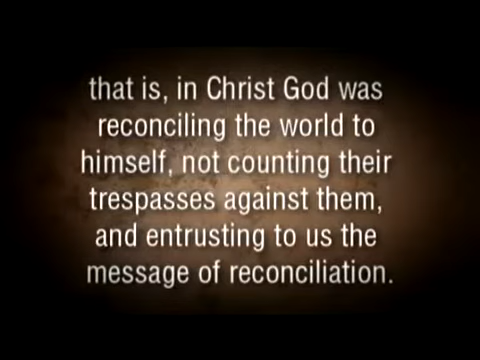 that is, in Christ God was
reconciling the world to
himself, not counting their
trespasses against them,
and entrusting to us the
message of reconciliation.